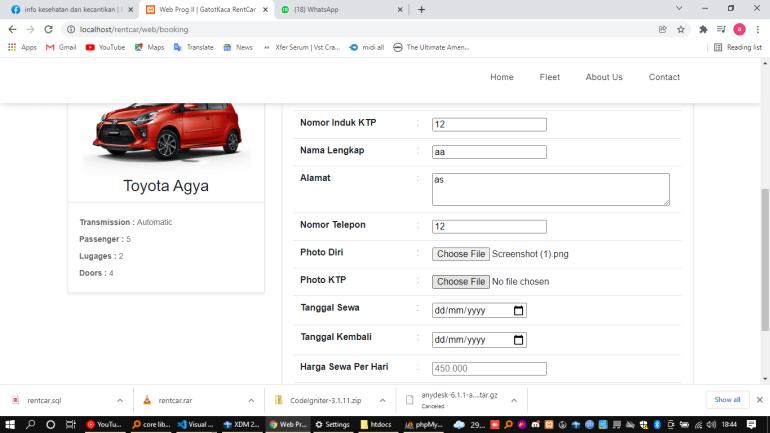 info kesehatan dan kecantikan |
Web Prog II | GatotKaca RentCar
(18) WhatsApp
localhost/rentcar/web/booking
Apps
Gmail
YouTube
Maps
Translate
News
Xfer Serum | Vst Cra...
midi all
The Ultimate Amen...
Reading list
Home
Fleet
About Us
Contact
Toyota Agya
Transmission : Automatic
Passenger : 5
Lugages : 2
Doors : 4
Nomor Induk KTP : 12
Nama Lengkap : aa
Alamat : as
Nomor Telepon : 12
Photo Diri : Choose File Screenshot (1).png
Photo KTP : Choose File No file chosen
Tanggal Sewa : dd/mm/yyyy
Tanggal Kembali : dd/mm/yyyy
Harga Sewa Per Hari : 450.000
rentcar.sql
rentcar.rar
CodeIgniter-3.1.11.zip
anydesk-6.1.1-a....tar.gz
Canceled
Show all
YouTu...
core lib...
Visual ...
XDM 2...
Web Pr...
Settings
htdocs
phpMy...
29...
18:44